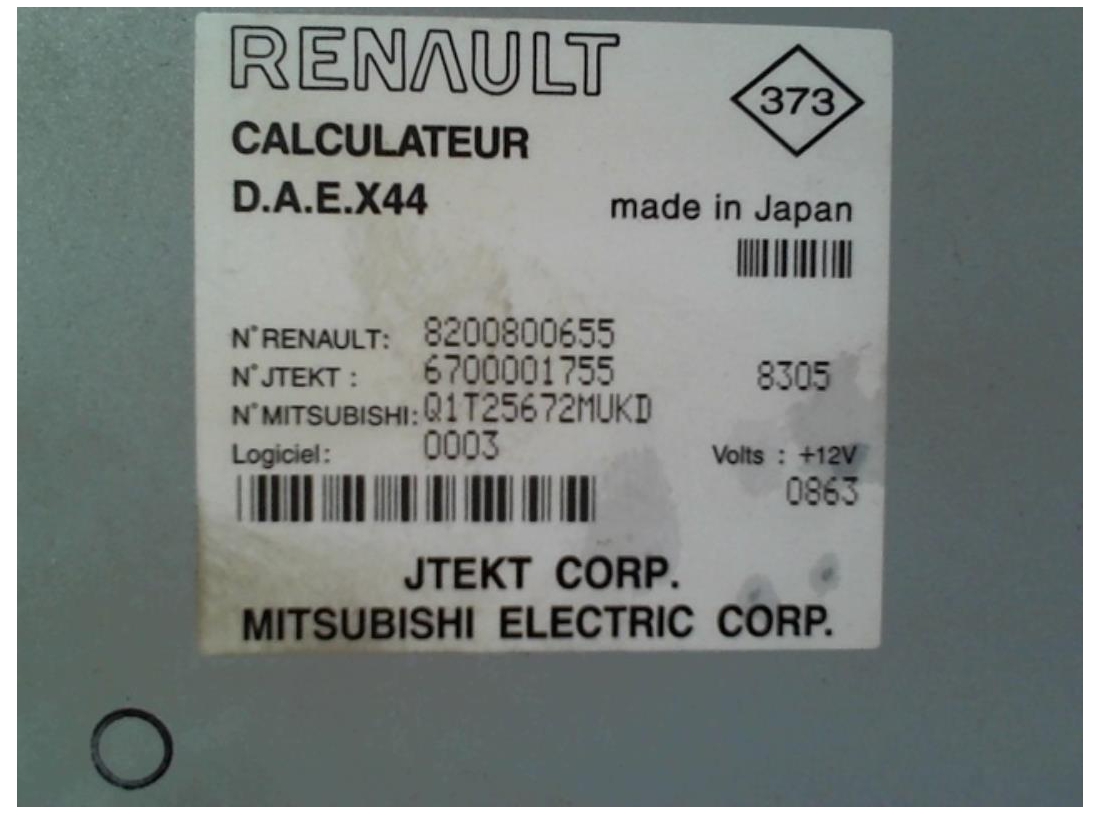 RENAULT
373
CALCULATEUR
D.A.E.X44
made in Japan
N°RENAULT: 8200800655
N°JTEKT : 6700001755 8305
N°MITSUBISHI: Q1T25672MUKD
Logiciel: 0003 Volts : +12V
0863
JTEKT CORP.
MITSUBISHI ELECTRIC CORP.